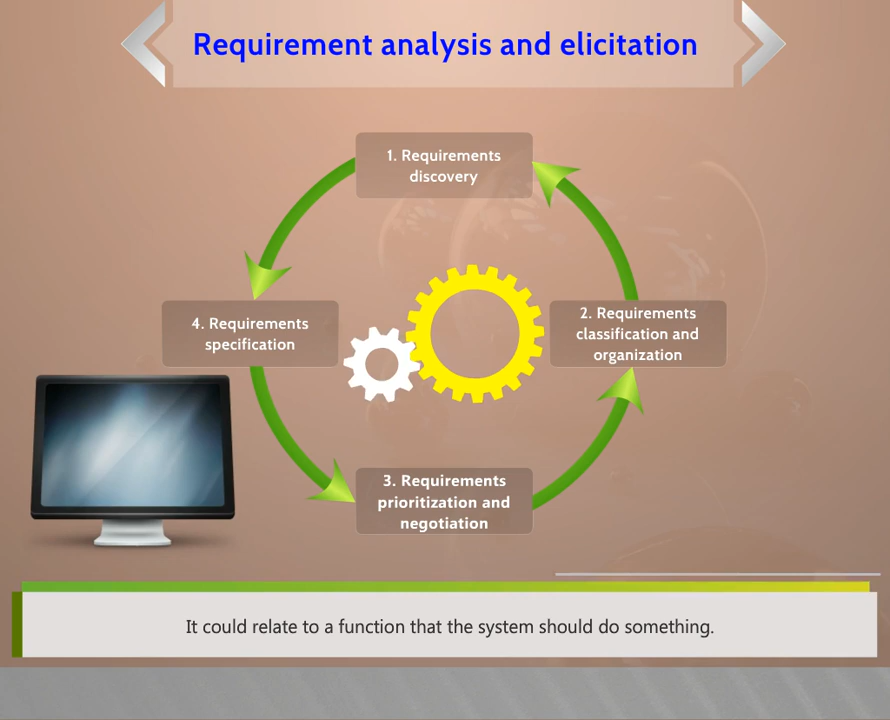 Requirement analysis and elicitation
1. Requirements
discovery
2. Requirements
classification and
organization
4. Requirements
specification
3. Requirements
prioritization and
negotiation
It could relate to a function that the system should do something.